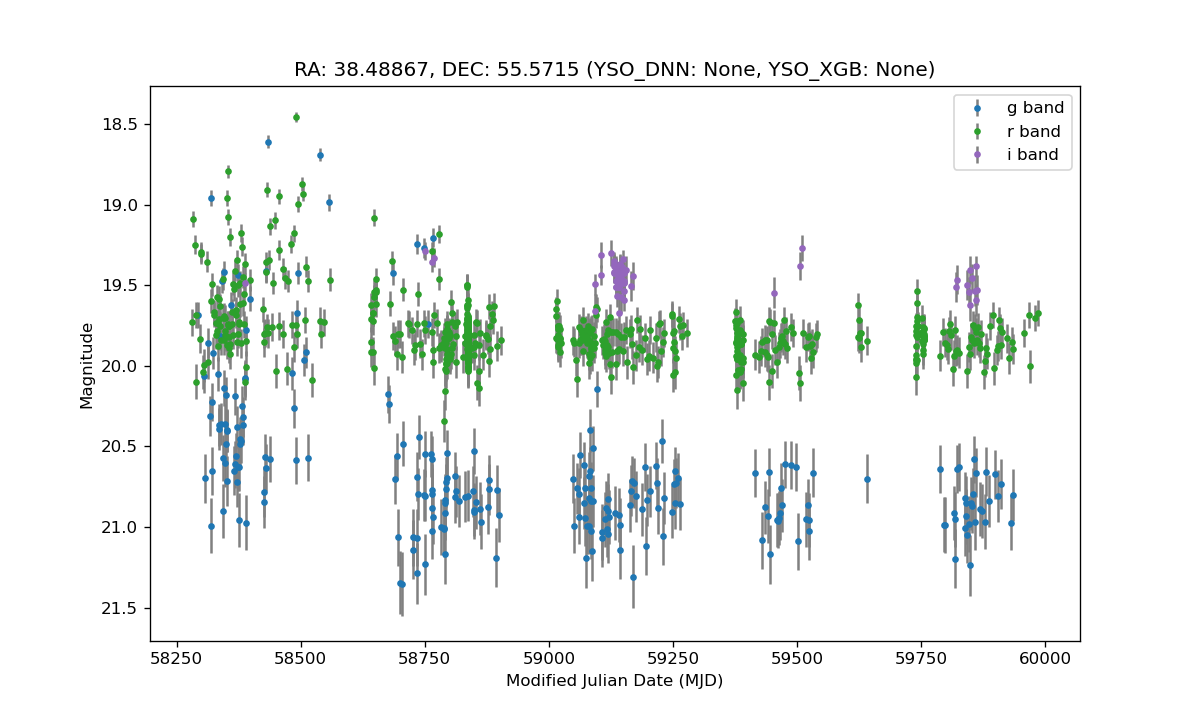 RA: 38.48867, DEC: 55.5715 (YSO_DNN: None, YSO_XGB: None)
g band
r band
i band
18.5
19.0
19.5
20.0
20.5
21.0
21.5
Magnitude
58250
58500
58750
59000
59250
59500
59750
60000
Modified Julian Date (MJD)